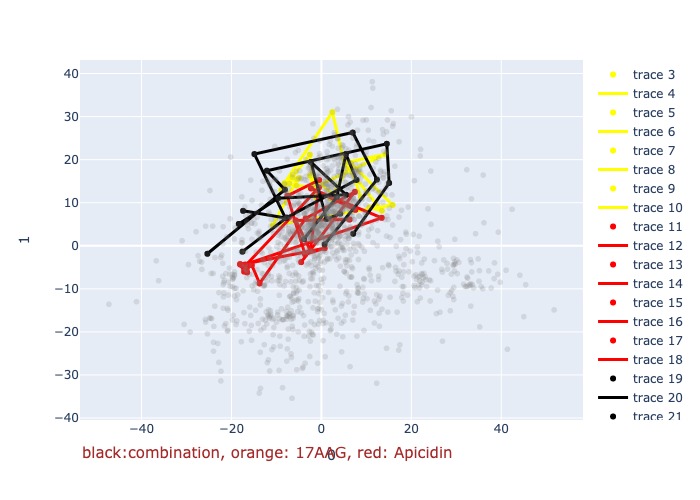 40
30
20
10
0
−10
−20
−30
−40
1
−40
−20
0
20
40
0
black:combination, orange: 17AAG, red: Apicidin
trace 3
trace 4
trace 5
trace 6
trace 7
trace 8
trace 9
trace 10
trace 11
trace 12
trace 13
trace 14
trace 15
trace 16
trace 17
trace 18
trace 19
trace 20
trace 21